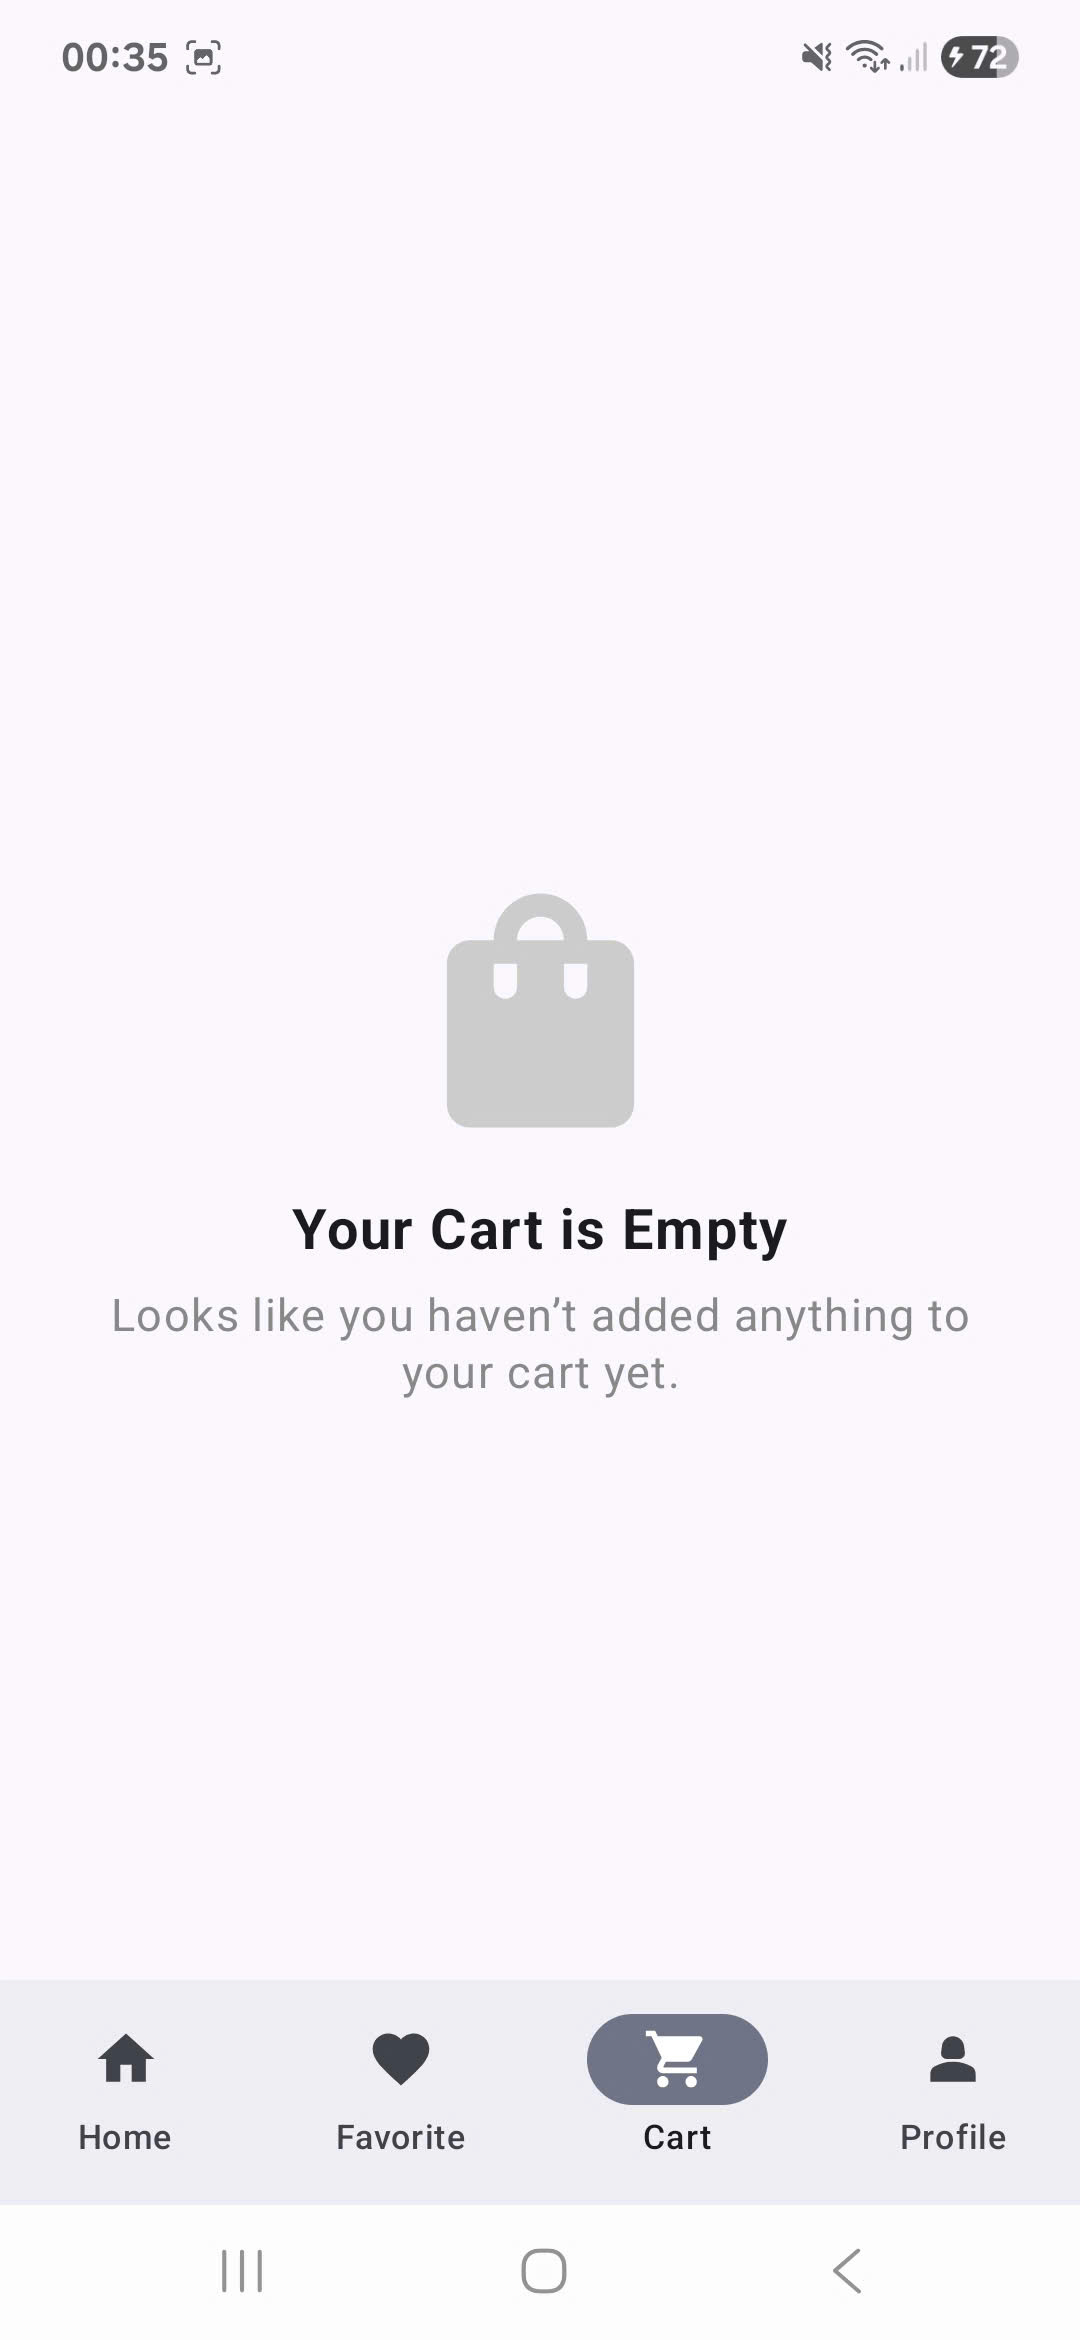 00:35
72
Your Cart is Empty
Looks like you haven’t added anything to
your cart yet.
Home
Favorite
Cart
Profile